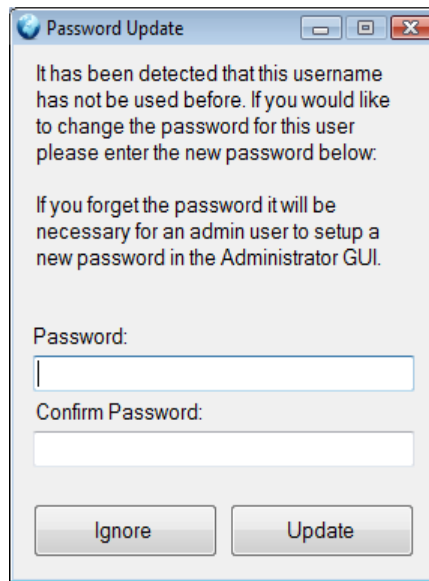 Password Update
It has been detected that this username
has not be used before. If you would like
to change the password for this user
please enter the new password below:
If you forget the password it will be
necessary for an admin user to setup a
new password in the Administrator GUI.
Password:
Confirm Password:
Ignore
Update